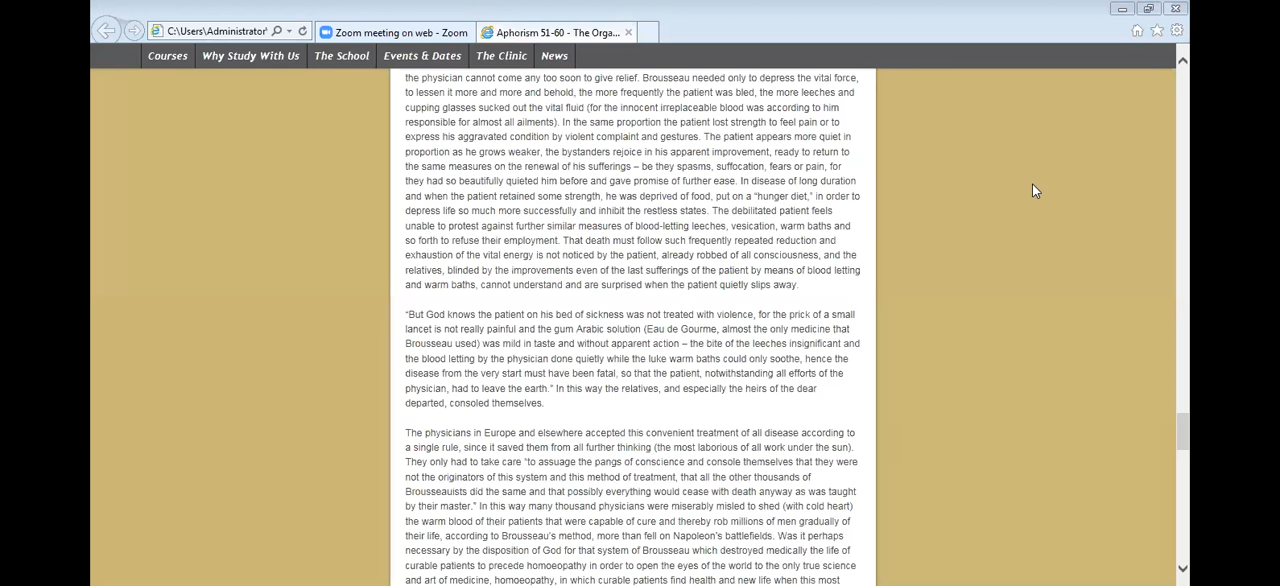 C:\Users\Administrator'
Zoom meeting on web - Zoom
Aphorism 51-60 - The Orga...
Courses
Why Study With Us
The School
Events & Dates
The Clinic
News
the physician cannot come any too soon to give relief. Brousseau needed only to depress the vital force,
to lessen it more and more and behold, the more frequently the patient was bled, the more leeches and
cupping glasses sucked out the vital fluid (for the innocent irreplaceable blood was according to him
responsible for almost all ailments). In the same proportion the patient lost strength to feel pain or to
express his aggravated condition by violent complaint and gestures. The patient appears more quiet in
proportion as he grows weaker, the bystanders rejoice in his apparent improvement, ready to return to
the same measures on the renewal of his sufferings – be they spasms, suffocation, fears or pain, for
they had so beautifully quieted him before and gave promise of further ease. In disease of long duration
and when the patient retained some strength, he was deprived of food, put on a “hunger diet,” in order to
depress life so much more successfully and inhibit the restless states. The debilitated patient feels
unable to protest against further similar measures of blood-letting leeches, vesication, warm baths and
so forth to refuse their employment. That death must follow such frequently repeated reduction and
exhaustion of the vital energy is not noticed by the patient, already robbed of all consciousness, and the
relatives, blinded by the improvements even of the last sufferings of the patient by means of blood letting
and warm baths, cannot understand and are surprised when the patient quietly slips away.
“But God knows the patient on his bed of sickness was not treated with violence, for the prick of a small
lancet is not really painful and the gum Arabic solution (Eau de Gourme, almost the only medicine that
Brousseau used) was mild in taste and without apparent action – the bite of the leeches insignificant and
the blood letting by the physician done quietly while the luke warm baths could only soothe, hence the
disease from the very start must have been fatal, so that the patient, notwithstanding all efforts of the
physician, had to leave the earth.” In this way the relatives, and especially the heirs of the dear
departed, consoled themselves.
The physicians in Europe and elsewhere accepted this convenient treatment of all disease according to
a single rule, since it saved them from all further thinking (the most laborious of all work under the sun).
They only had to take care “to assuage the pangs of conscience and console themselves that they were
not the originators of this system and this method of treatment, that all the other thousands of
Brousseauists did the same and that possibly everything would cease with death anyway as was taught
by their master.” In this way many thousand physicians were miserably misled to shed (with cold heart)
the warm blood of their patients that were capable of cure and thereby rob millions of men gradually of
their life, according to Brousseau’s method, more than fell on Napoleon’s battlefields. Was it perhaps
necessary by the disposition of God for that system of Brousseau which destroyed medically the life of
curable patients to precede homoeopathy in order to open the eyes of the world to the only true science
and art of medicine, homoeopathy, in which curable patients find health and new life when this most